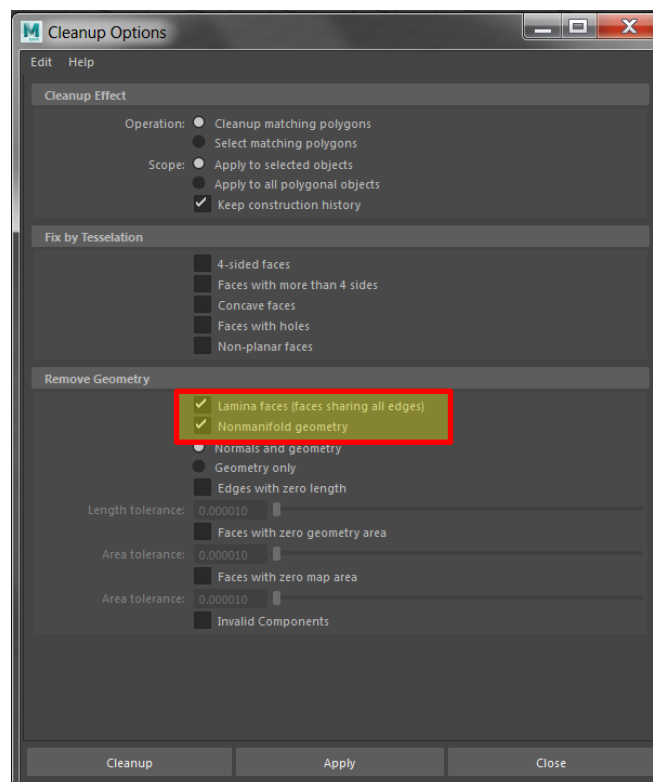 Cleanup Options
Edit Help
Cleanup Effect
Operation: Cleanup matching polygons
Select matching polygons
Scope: Apply to selected objects
Apply to all polygonal objects
Keep construction history
Fix by Tesselation
4-sided faces
Faces with more than 4 sides
Concave faces
Faces with holes
Non-planar faces
Remove Geometry
Lamina faces (faces sharing all edges)
Nonmanifold geometry
Normals and geometry
Geometry only
Edges with zero length
Length tolerance: 0.000010
Faces with zero geometry area
Area tolerance: 0.000010
Faces with zero map area
Area tolerance: 0.000010
Invalid Components
Cleanup Apply Close